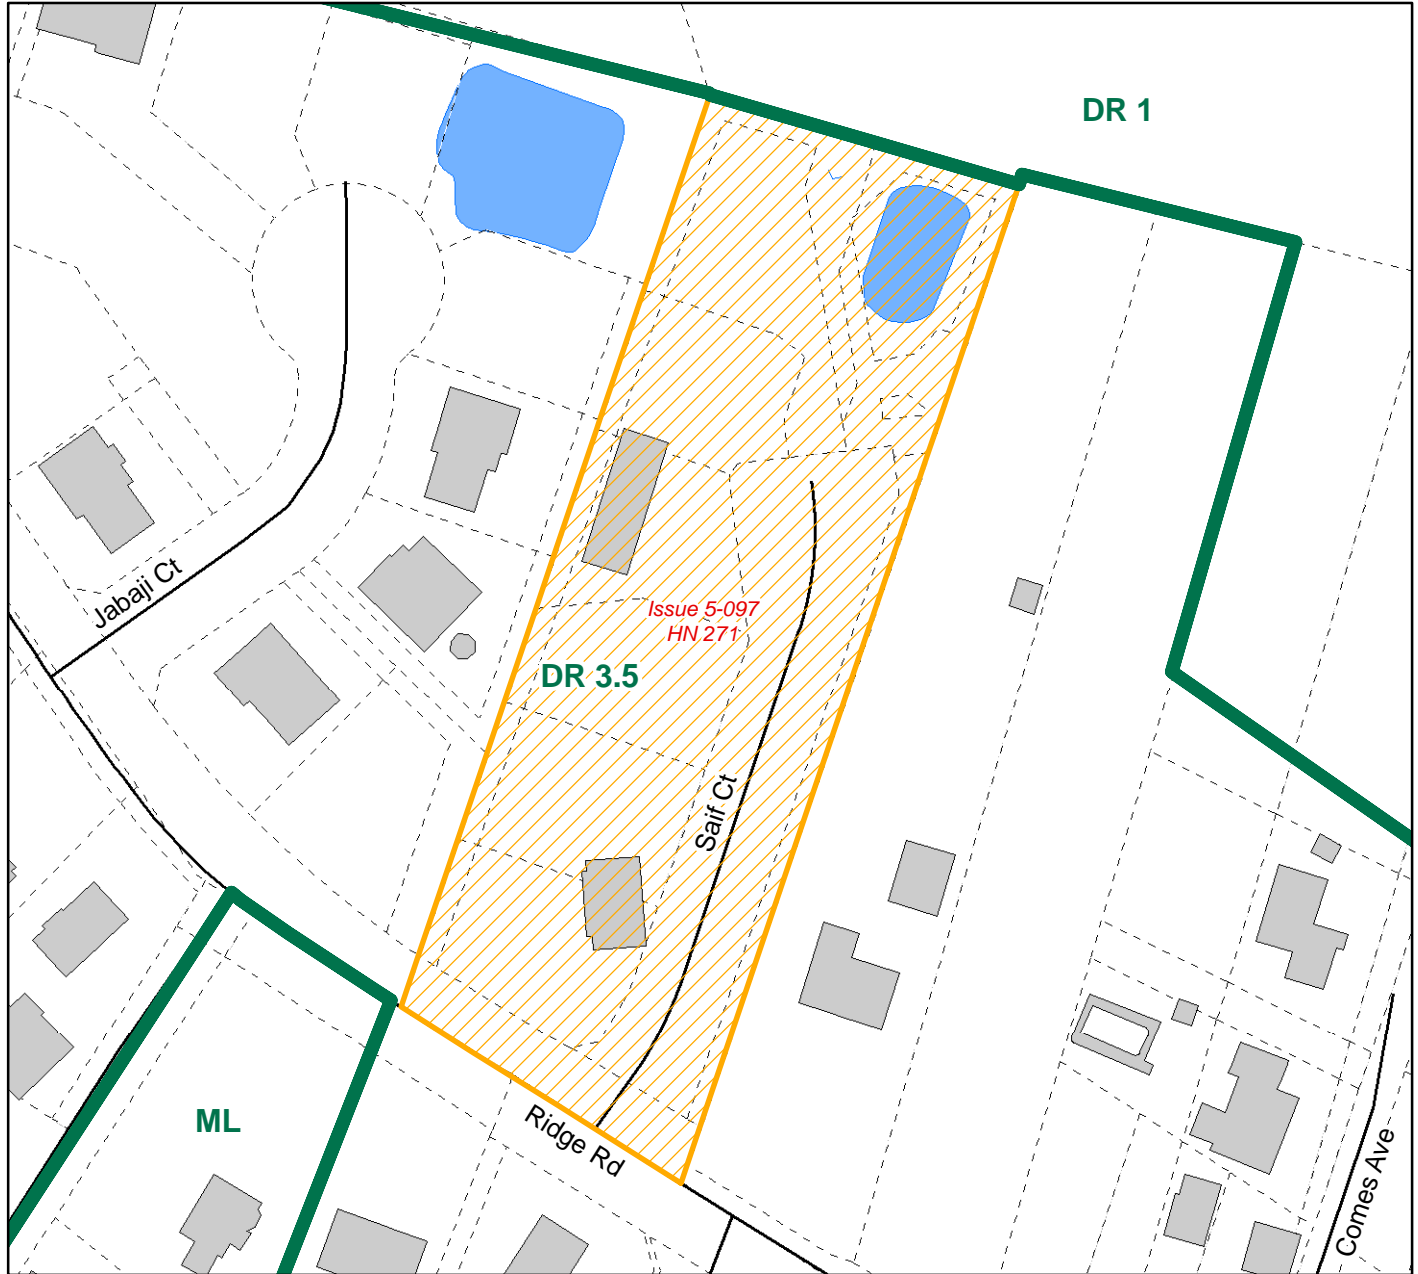 DR 1
Jabaji Ct
Issue 5-097
HN 271
DR 3.5
Saif Ct
ML
Ridge Rd
Comes Ave